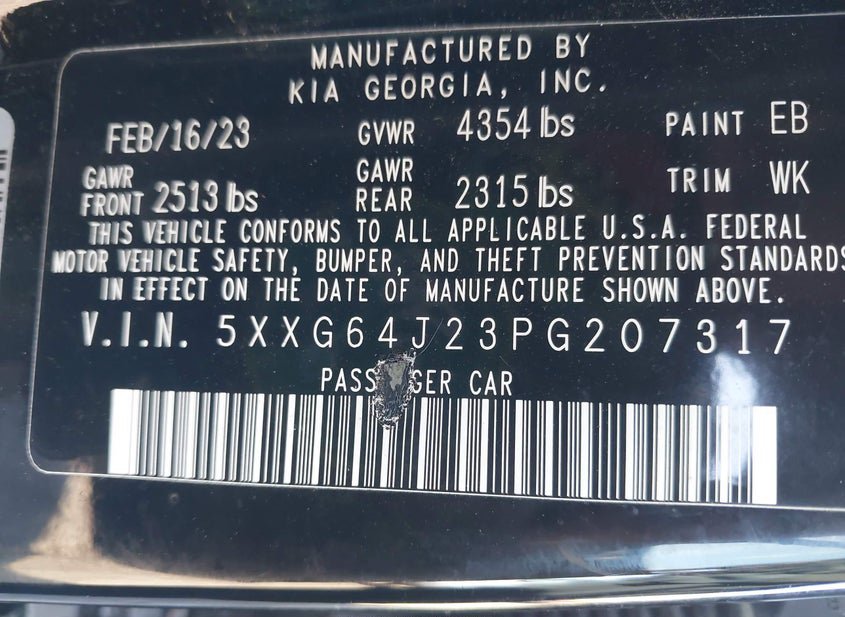 MANUFACTURED BY
KIA GEORGIA, INC.
FEB/16/23 GVWR 4354 lbs PAINT EB
GAWR FRONT 2513 lbs GAWR REAR 2315 lbs TRIM WK
THIS VEHICLE CONFORMS TO ALL APPLICABLE U.S.A. FEDERAL
MOTOR VEHICLE SAFETY, BUMPER, AND THEFT PREVENTION STANDARDS
IN EFFECT ON THE DATE OF MANUFACTURE SHOWN ABOVE.
V.I.N. 5XXG64J23PG207317
CAR